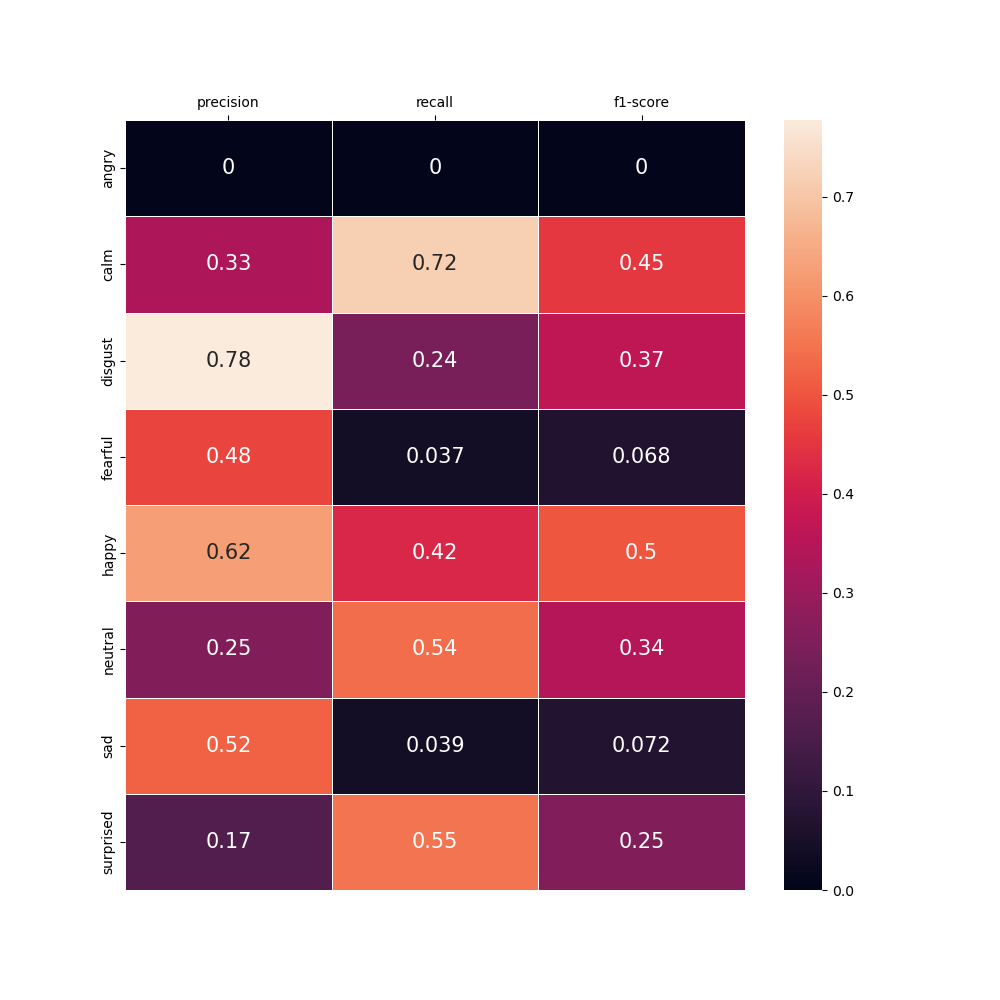 precision recall f1-score
angry 0 0 0
calm 0.33 0.72 0.45
disgust 0.78 0.24 0.37
fearful 0.48 0.037 0.068
happy 0.62 0.42 0.5
neutral 0.25 0.54 0.34
sad 0.52 0.039 0.072
surprised 0.17 0.55 0.25
0.7
0.6
0.5
0.4
0.3
0.2
0.1
0.0